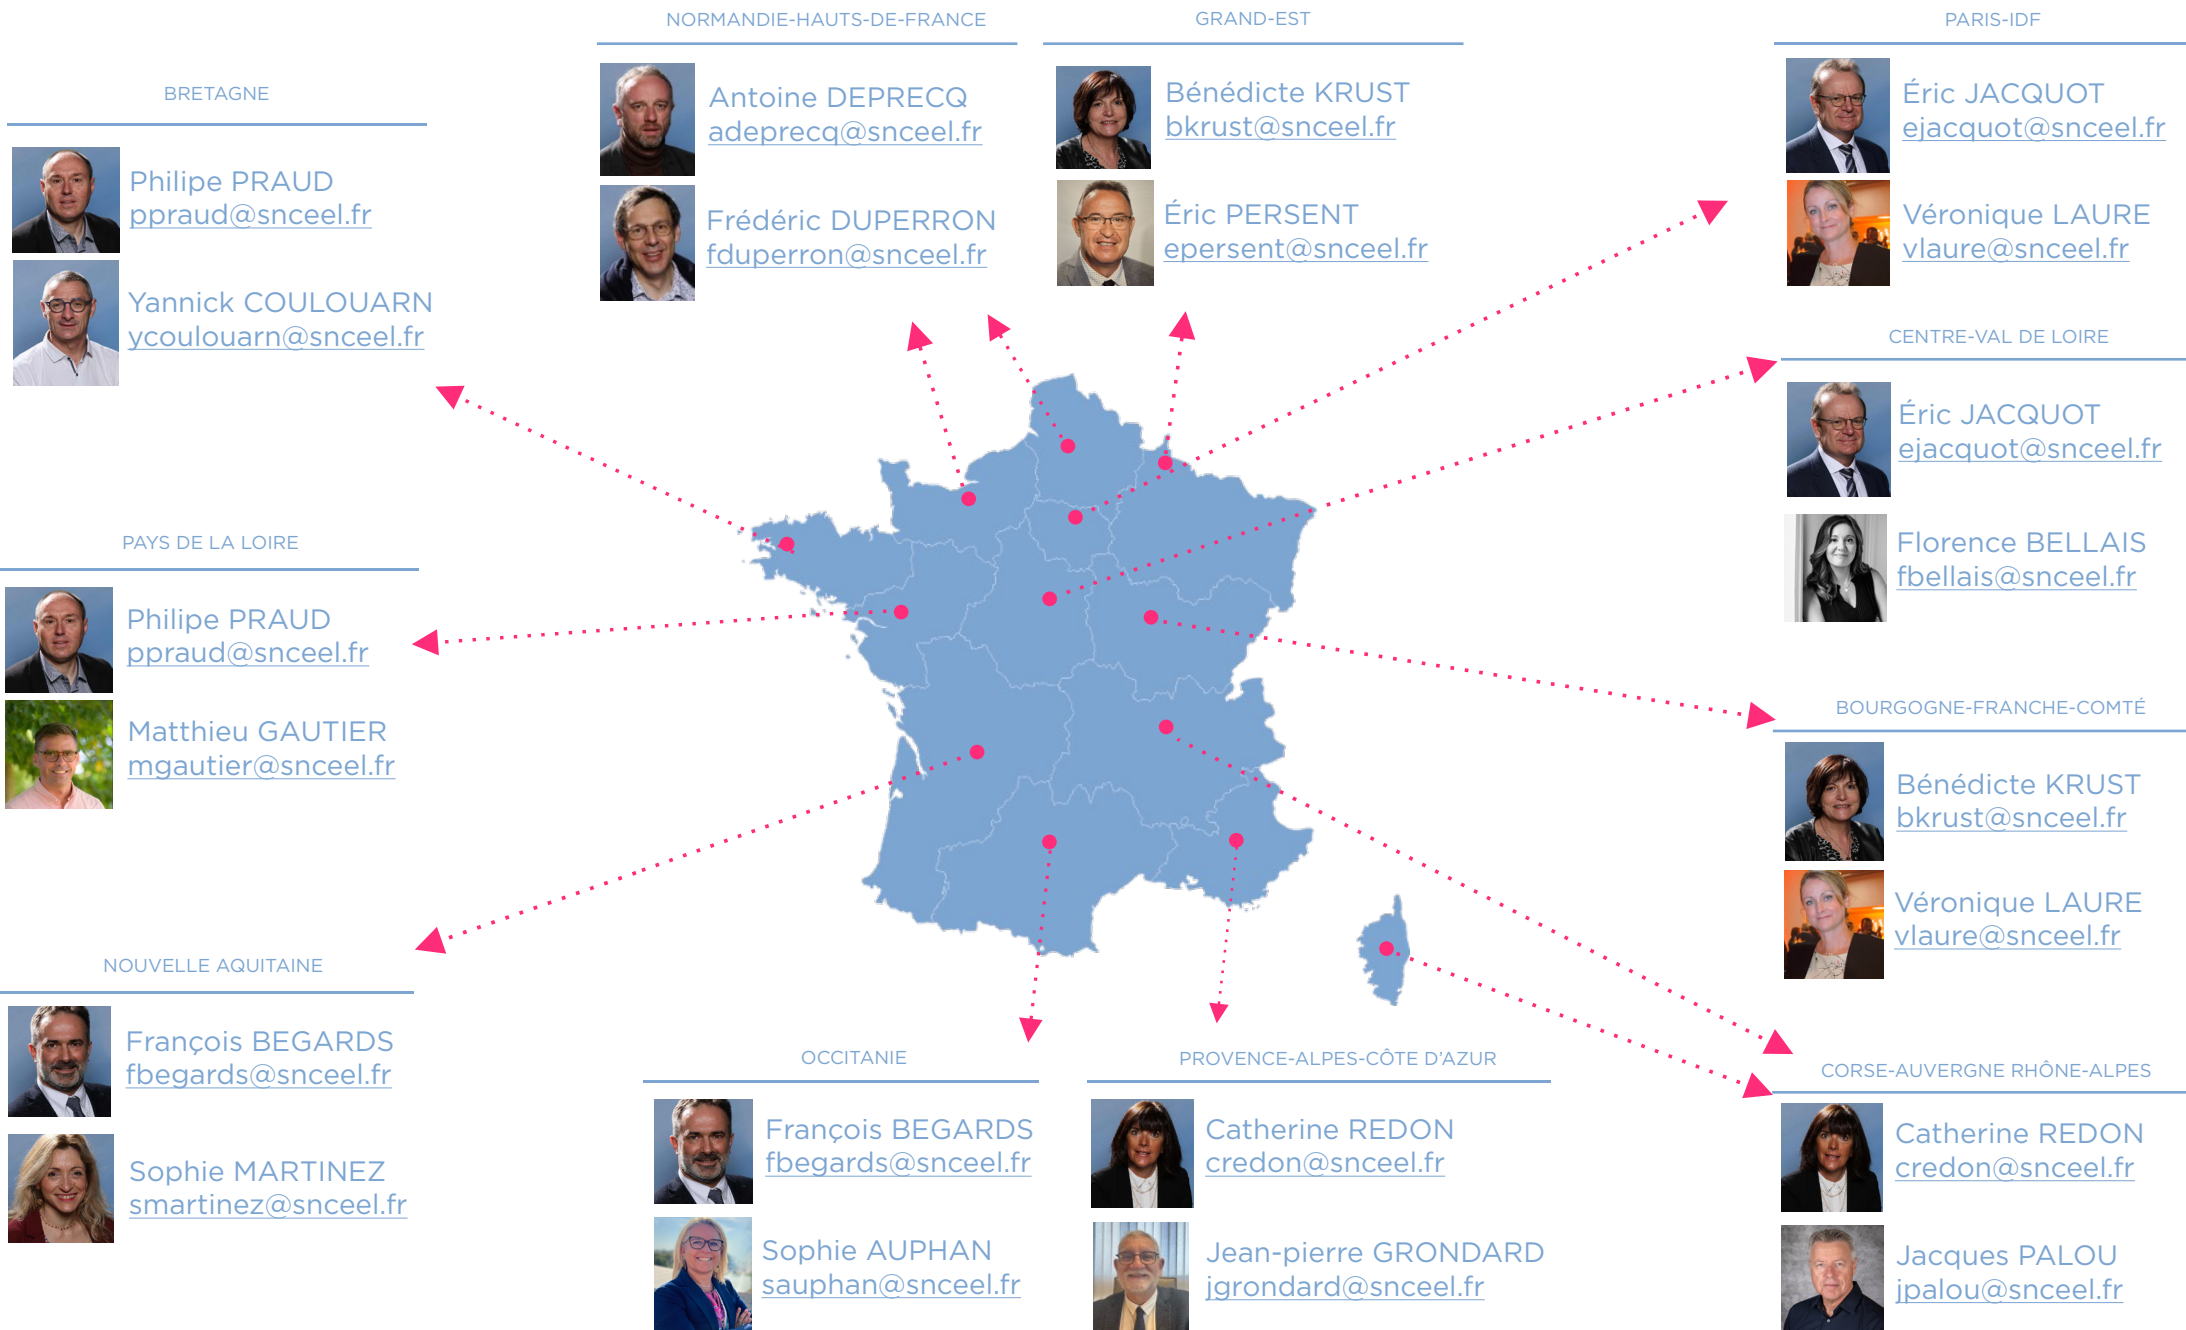 NORMANDIE-HAUTS-DE-FRANCE
Antoine DEPRECQ
adeprecq@snceel.fr
Frédéric DUPERRON
fduperron@snceel.fr
GRAND-EST
Bénédicte KRUST
bkrust@snceel.fr
Éric PERSENT
epersent@snceel.fr
PARIS-IDF
Éric JACQUOT
ejacquot@snceel.fr
Véronique LAURE
vlaure@snceel.fr
BRETAGNE
Philipe PRAUD
ppraud@snceel.fr
Yannick COULOUARN
ycoulouarn@snceel.fr
CENTRE-VAL DE LOIRE
Éric JACQUOT
ejacquot@snceel.fr
Florence BELLAIS
fbellais@snceel.fr
PAYS DE LA LOIRE
Philipe PRAUD
ppraud@snceel.fr
Matthieu GAUTIER
mgautier@snceel.fr
BOURGOGNE-FRANCHE-COMTÉ
Bénédicte KRUST
bkrust@snceel.fr
Véronique LAURE
vlaure@snceel.fr
NOUVELLE AQUITAINE
François BEGARDS
fbegards@snceel.fr
Sophie MARTINEZ
smartinez@snceel.fr
OCCITANIE
François BEGARDS
fbegards@snceel.fr
Sophie AUPHAN
sauphan@snceel.fr
PROVENCE-ALPES-CÔTE D’AZUR
Catherine REDON
credon@snceel.fr
Jean-pierre GRONDARD
jgrondard@snceel.fr
CORSE-AUVERGNE RHÔNE-ALPES
Catherine REDON
credon@snceel.fr
Jacques PALOU
jpalou@snceel.fr